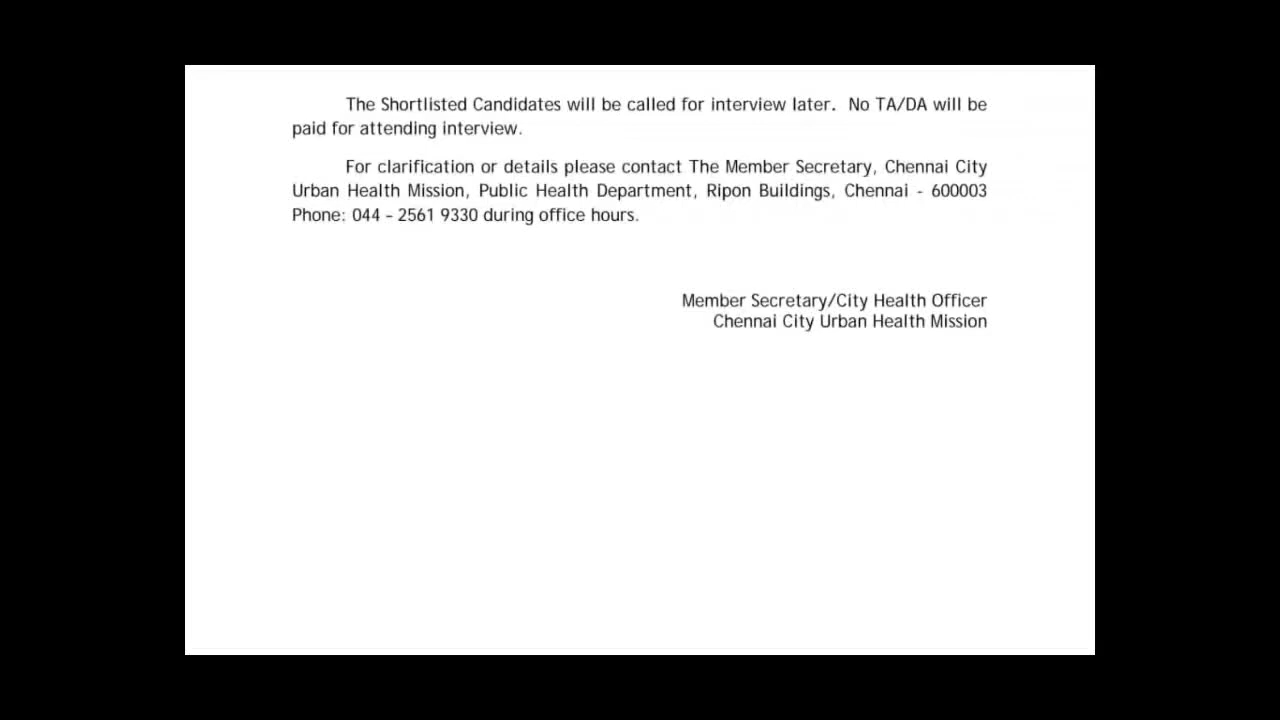 The Shortlisted Candidates will be called for interview later. No TA/DA will be
paid for attending interview.
For clarification or details please contact The Member Secretary, Chennai City
Urban Health Mission, Public Health Department, Ripon Buildings, Chennai - 600003
Phone: 044 – 2561 9330 during office hours.
Member Secretary/City Health Officer
Chennai City Urban Health Mission